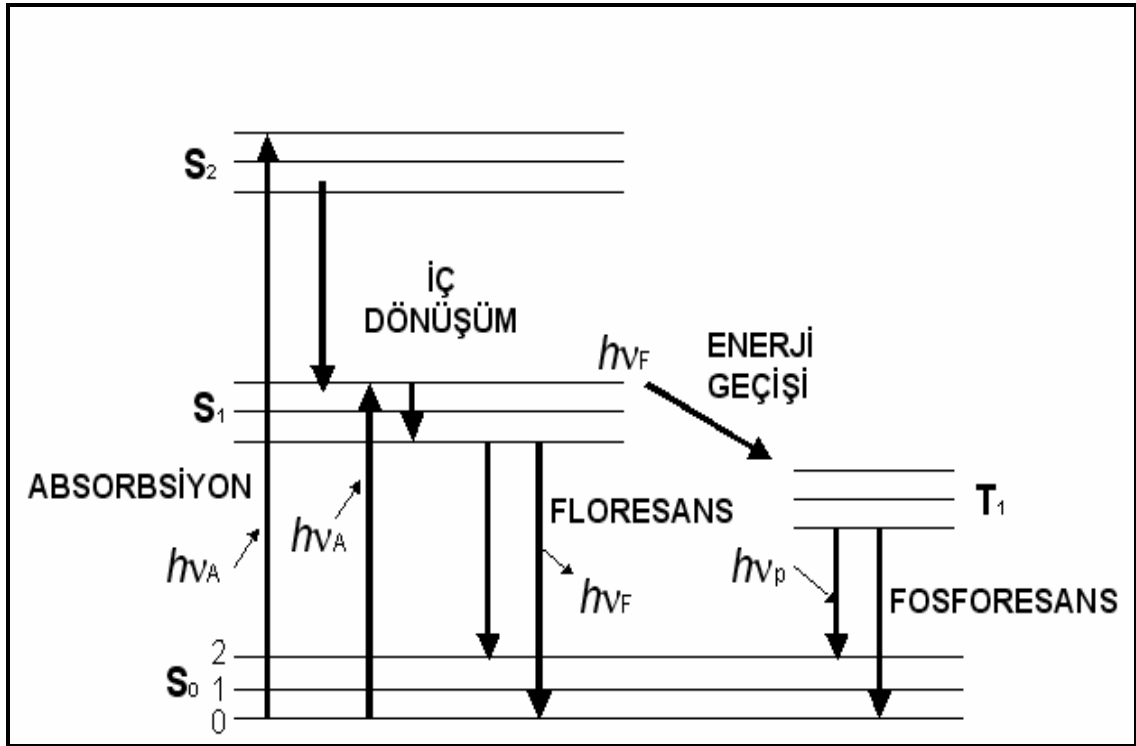 S2
İÇ
DÖNÜŞÜM
hνF
ENERJİ
GEÇİŞİ
S1
ABSORBSİYON
hνA
hνA
FLORESANS
hνF
T1
hνp
FOSFORESANS
S0
2
1
0